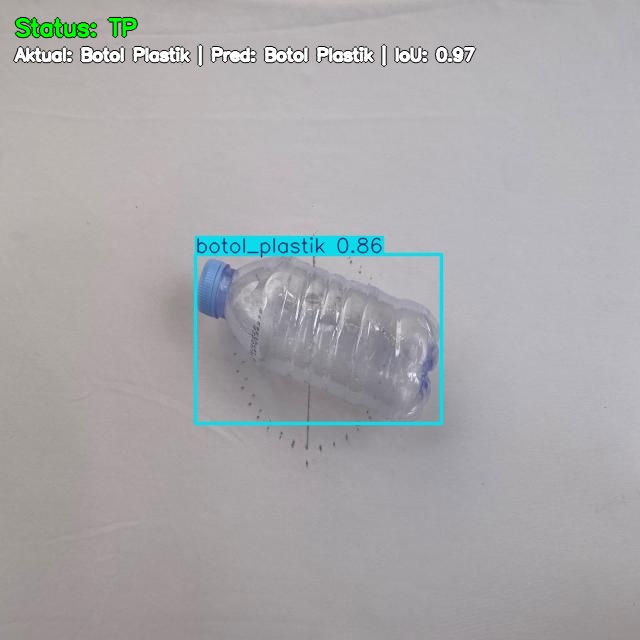 Status: TP
Aktual: Botol Plastik | Pred: Botol Plastik | IoU: 0.97
botol_plastik 0.86